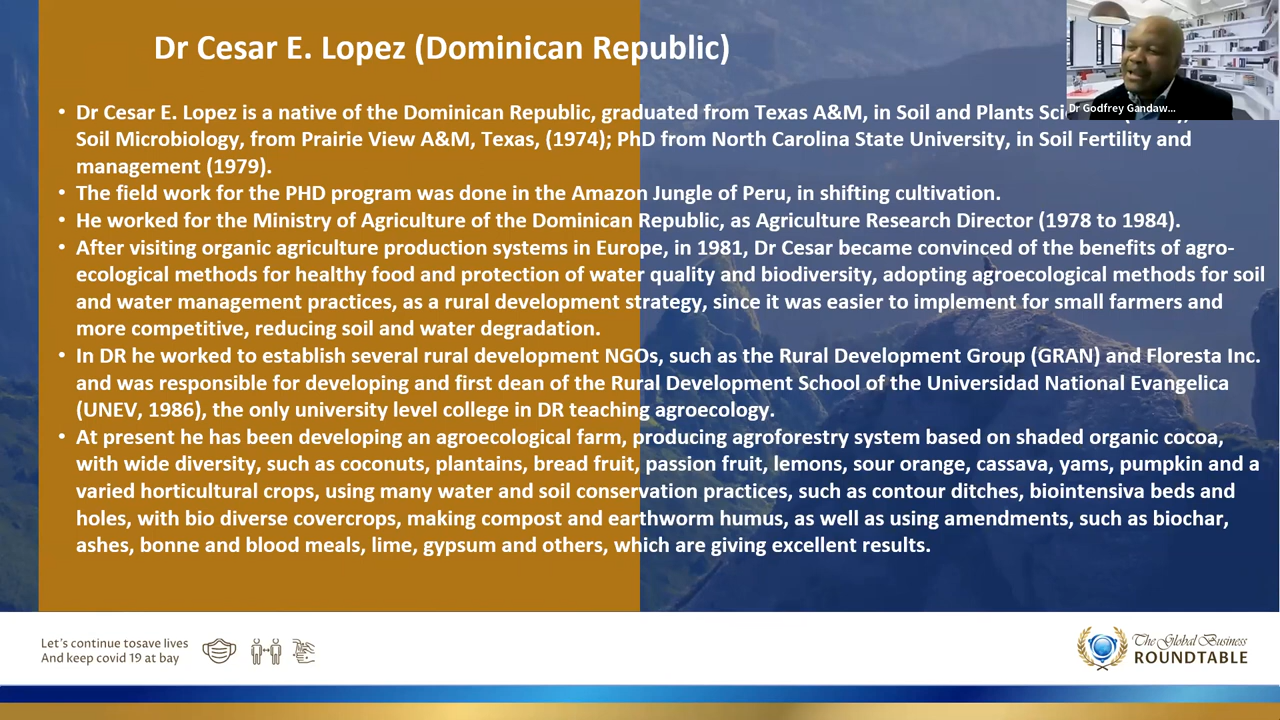 Dr Cesar E. Lopez (Dominican Republic)
Dr Godfrey Gandaw...
• Dr Cesar E. Lopez is a native of the Dominican Republic, graduated from Texas A&M, in Soil and Plants
Soil Microbiology, from Prairie View A&M, Texas, (1974); PhD from North Carolina State University, in Soil Fertility and
management (1979).
• The field work for the PHD program was done in the Amazon Jungle of Peru, in shifting cultivation.
• He worked for the Ministry of Agriculture of the Dominican Republic, as Agriculture Research Director (1978 to 1984).
• After visiting organic agriculture production systems in Europe, in 1981, Dr Cesar became convinced of the benefits of agro-
ecological methods for healthy food and protection of water quality and biodiversity, adopting agroecological methods for soil
and water management practices, as a rural development strategy, since it was easier to implement for small farmers and
more competitive, reducing soil and water degradation.
• In DR he worked to establish several rural development NGOs, such as the Rural Development Group (GRAN) and Floresta Inc.
and was responsible for developing and first dean of the Rural Development School of the Universidad National Evangelica
(UNEV, 1986), the only university level college in DR teaching agroecology.
• At present he has been developing an agroecological farm, producing agroforestry system based on shaded organic cocoa,
with wide diversity, such as coconuts, plantains, bread fruit, passion fruit, lemons, sour orange, cassava, yams, pumpkin and a
varied horticultural crops, using many water and soil conservation practices, such as contour ditches, biointensiva beds and
holes, with bio diverse covercrops, making compost and earthworm humus, as well as using amendments, such as biochar,
ashes, bonne and blood meals, lime, gypsum and others, which are giving excellent results.
Let's continue tosave lives
And keep covid 19 at bay
The Global Business
ROUNDTABLE